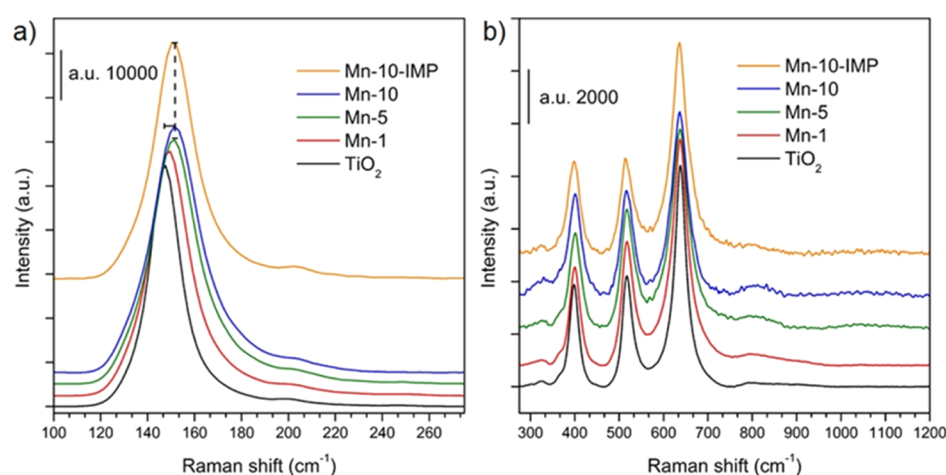 a)
a.u. 10000
Mn-10-IMP
Mn-10
Mn-5
Mn-1
TiO₂
Intensity (a.u.)
100 120 140 160 180 200 220 240 260
Raman shift (cm⁻¹)
b)
a.u. 2000
Mn-10-IMP
Mn-10
Mn-5
Mn-1
TiO₂
Intensity (a.u.)
300 400 500 600 700 800 900 1000 1100 1200
Raman shift (cm⁻¹)